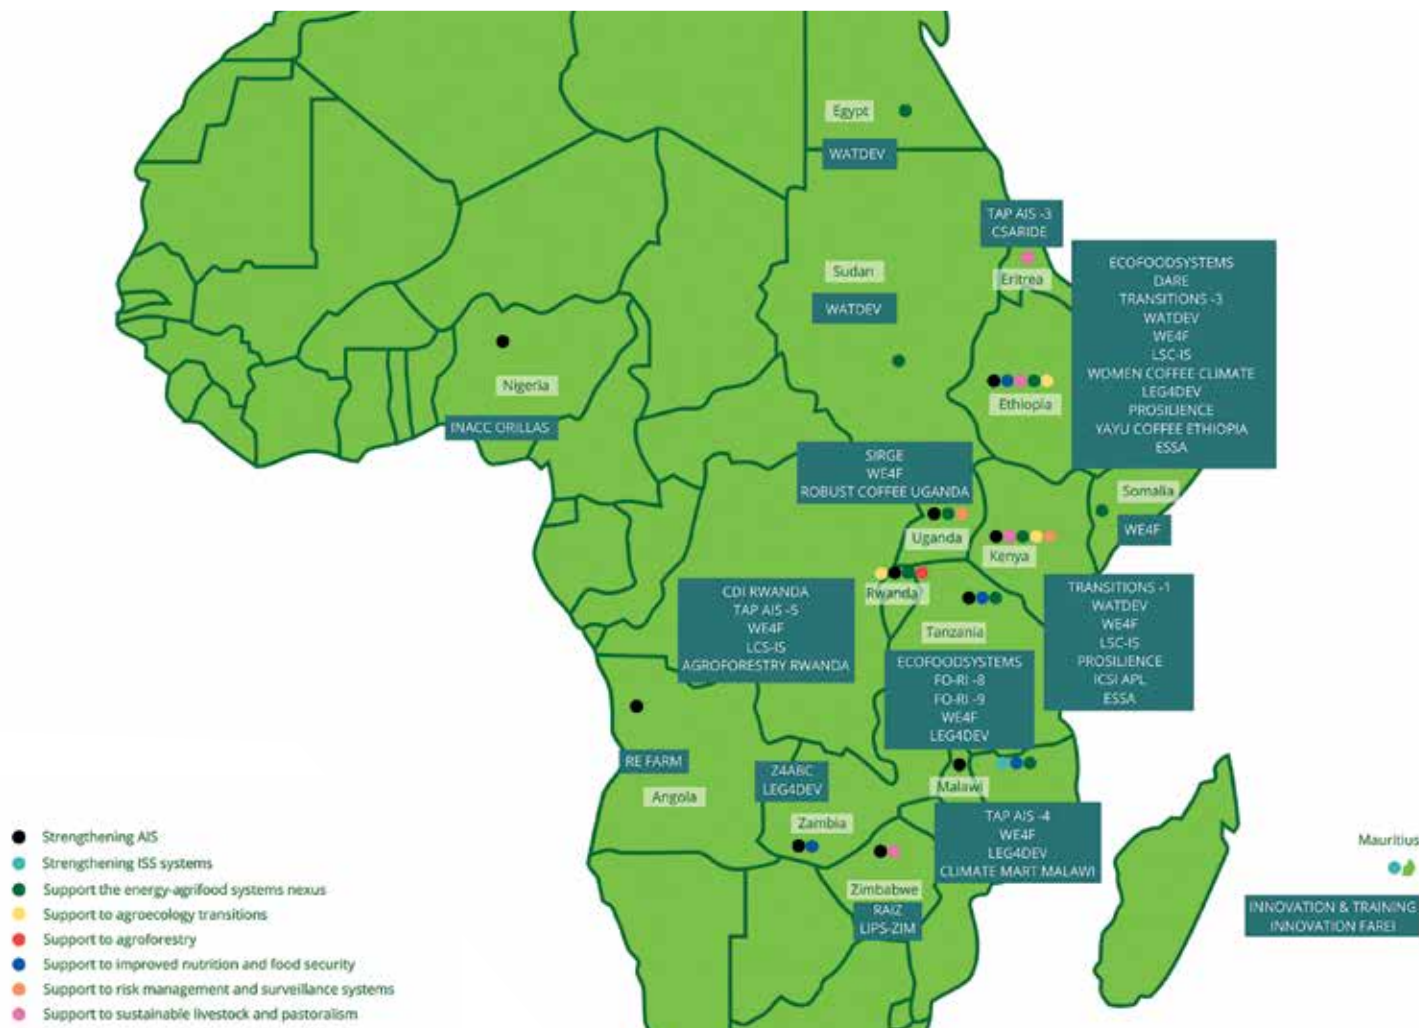 Egypt
WATDEV
TAP AIS -3
CSARIDE
Eritrea
Sudan
WATDEV
ECOFOODSYSTEMS
DARE
TRANSITIONS -3
WATDEV
WE4F
LSC-IS
WOMEN COFFEE CLIMATE
LEG4DEV
PROSILIENCE
YAYU COFFEE ETHIOPIA
ESSA
Ethiopia
Nigeria
INACC ORILLAS
SIRGE
WE4F
ROBUST COFFEE UGANDA
Uganda
Somalia
WE4F
Kenya
TRANSITIONS -1
WATDEV
WE4F
LSC-IS
PROSILIENCE
ICSI APL
ESSA
Rwanda
CDI RWANDA
TAP AIS -5
WE4F
LCS-IS
AGROFORESTRY RWANDA
Tanzania
ECOFOODSYSTEMS
FO-RI -8
FO-RI -9
WE4F
LEG4DEV
RE FARM
Angola
Z4ABC
LEG4DEV
Zambia
Malawi
TAP AIS -4
WE4F
LEG4DEV
CLIMATE MART MALAWI
Zimbabwe
RAIZ
LIPS-ZIM
Mauritius
INNOVATION & TRAINING
INNOVATION FAREI
Strengthening AIS
Strengthening ISS systems
Support the energy-agrifood systems nexus
Support to agroecology transitions
Support to agroforestry
Support to improved nutrition and food security
Support to risk management and surveillance systems
Support to sustainable livestock and pastoralism